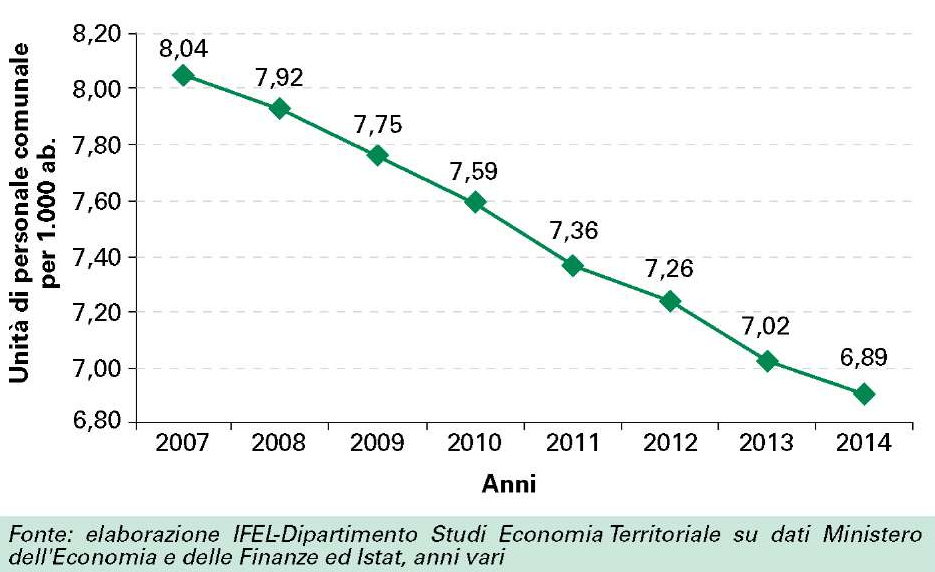 Unità di personale comunale
per 1.000 ab.
8,20
8,00
7,80
7,60
7,40
7,20
7,00
6,80
8,04
7,92
7,75
7,59
7,36
7,26
7,02
6,89
2007 2008 2009 2010 2011 2012 2013 2014
Anni
Fonte: elaborazione IFEL-Dipartimento Studi Economia Territoriale su dati Ministero
dell'Economia e delle Finanze ed Istat, anni vari